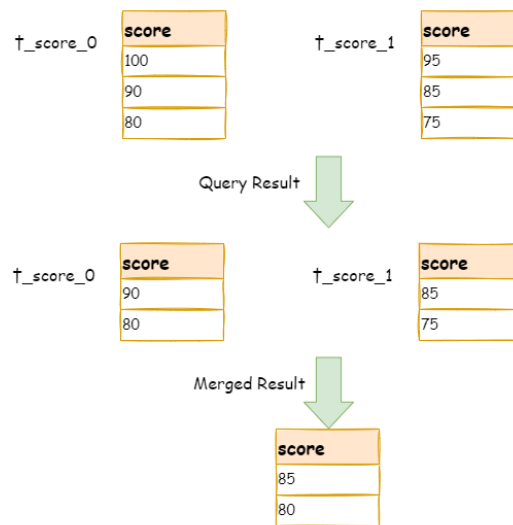 t_score_0
score
100
90
80
t_score_1
score
95
85
75
Query Result
t_score_0
score
90
80
t_score_1
score
85
75
Merged Result
score
85
80